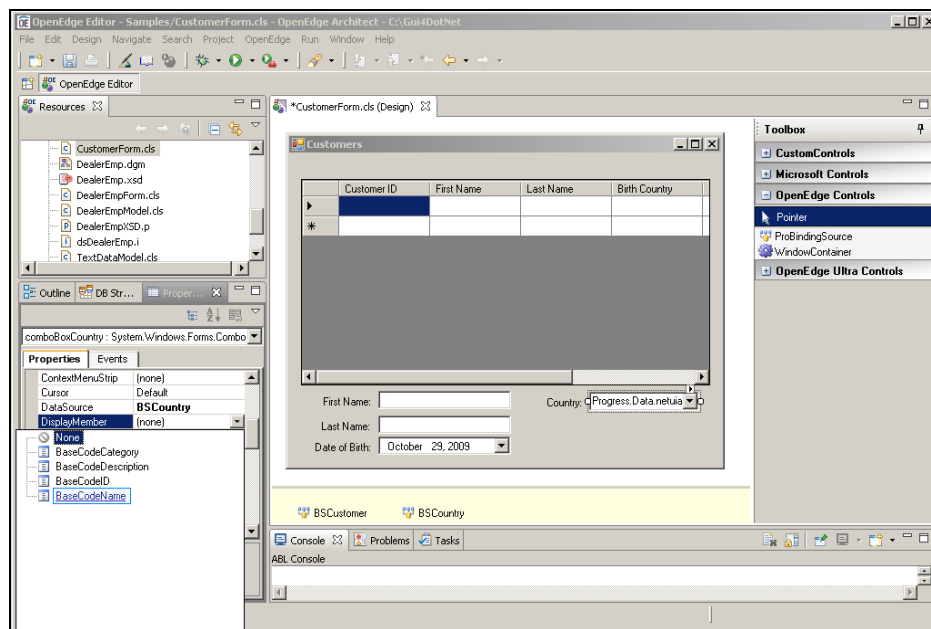 OpenEdge Editor - Samples/CustomerForm.cls - OpenEdge Architect - C:\Gui4DotNet
File Edit Design Navigate Search Project OpenEdge Run Window Help
OpenEdge Editor
Resources
CustomerForm.cls
DealerEmp.dgm
DealerEmp.xsd
DealerEmpForm.cls
DealerEmpModel.cls
DealerEmpXSD.p
dsDealerEmp.i
TextDataModel.cls
Outline DB Str... Proper...
comboBoxCountry : System.Windows.Forms.Combo
Properties Events
ContextMenuStrip (none)
Cursor Default
DataSource BSCountry
DisplayMember (none)
None
BaseCodeCategory
BaseCodeDescription
BaseCodeID
BaseCodeName
*CustomerForm.cls (Design)
Customers
Customer ID First Name Last Name Birth Country
First Name:
Last Name:
Date of Birth: October 29, 2009
Country: Progress.Data.netuia
BSCustomer BSCountry
Toolbox
CustomControls
Microsoft Controls
OpenEdge Controls
Pointer
ProBindingSource
WindowContainer
OpenEdge Ultra Controls
Console Problems Tasks
ABL Console